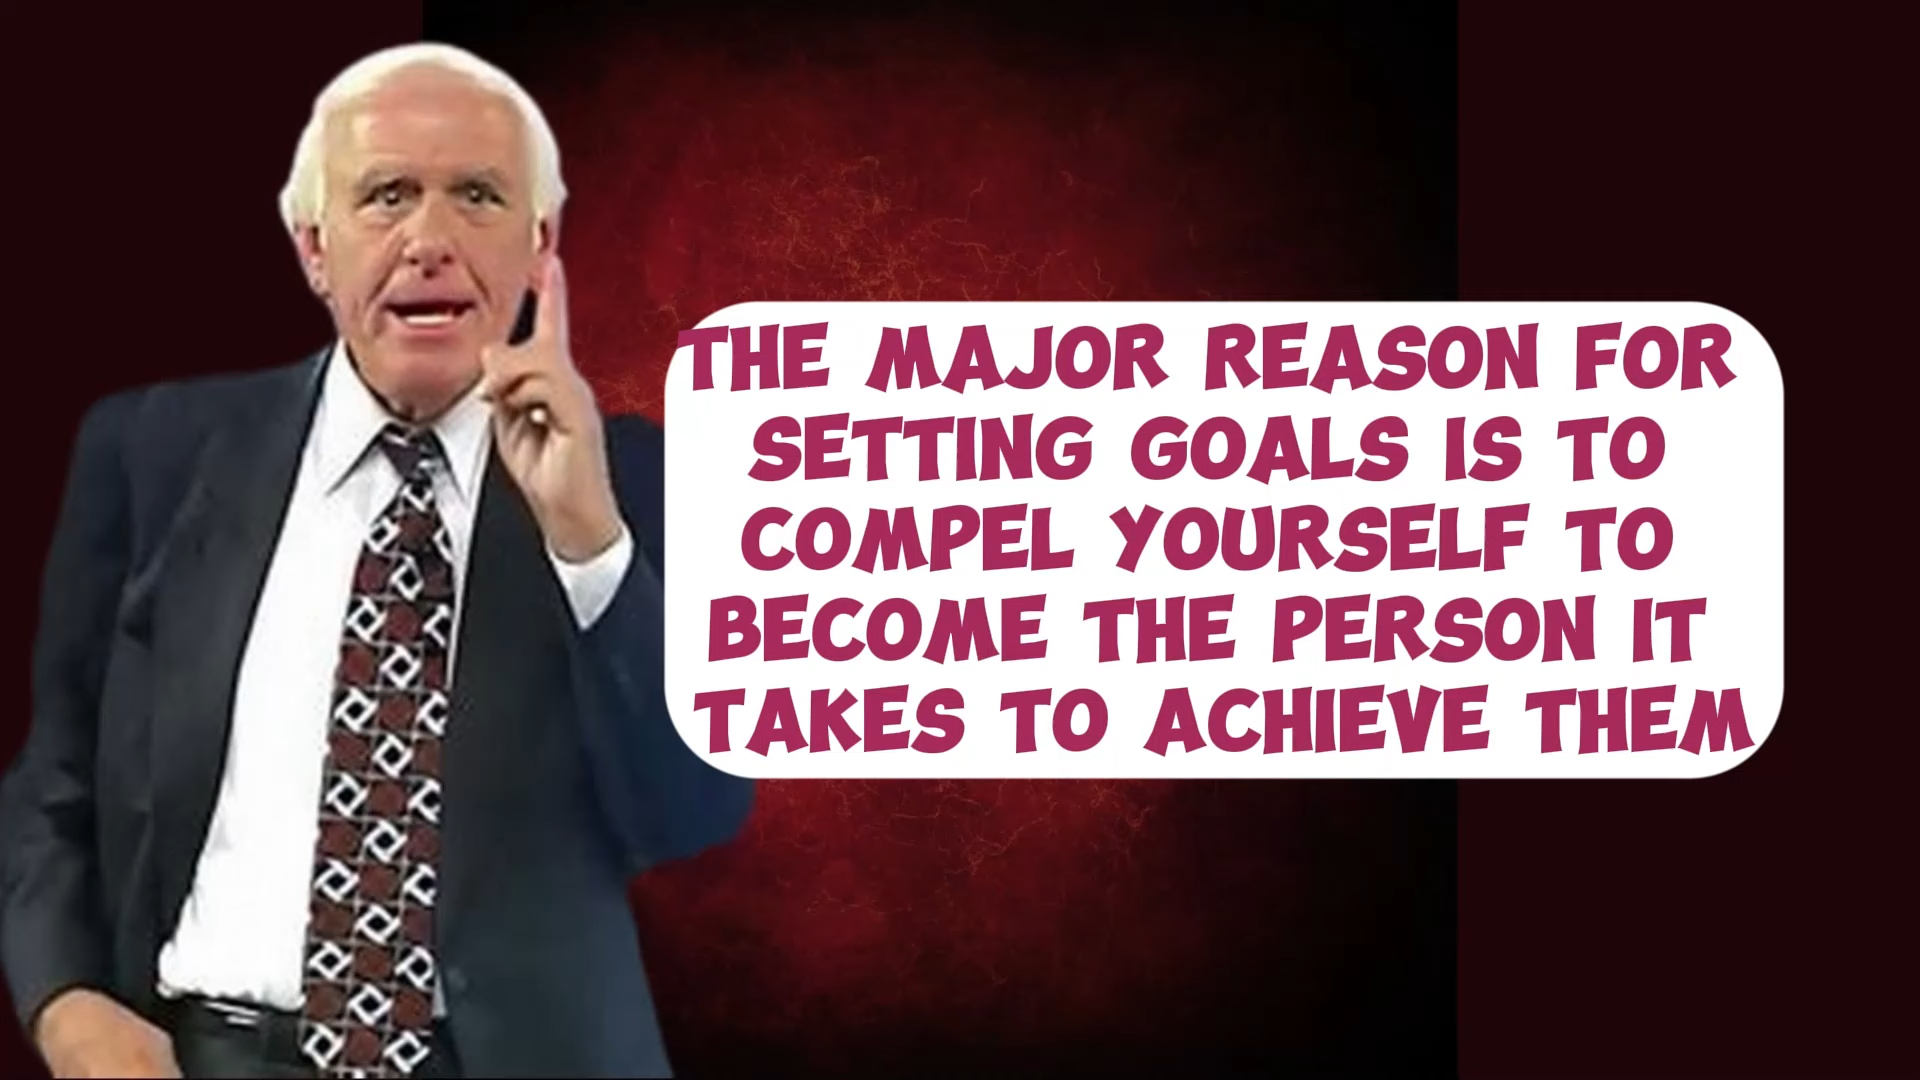 THE MAJOR REASON FOR
SETTING GOALS IS TO
COMPEL YOURSELF TO
BECOME THE PERSON IT
TAKES TO ACHIEVE THEM